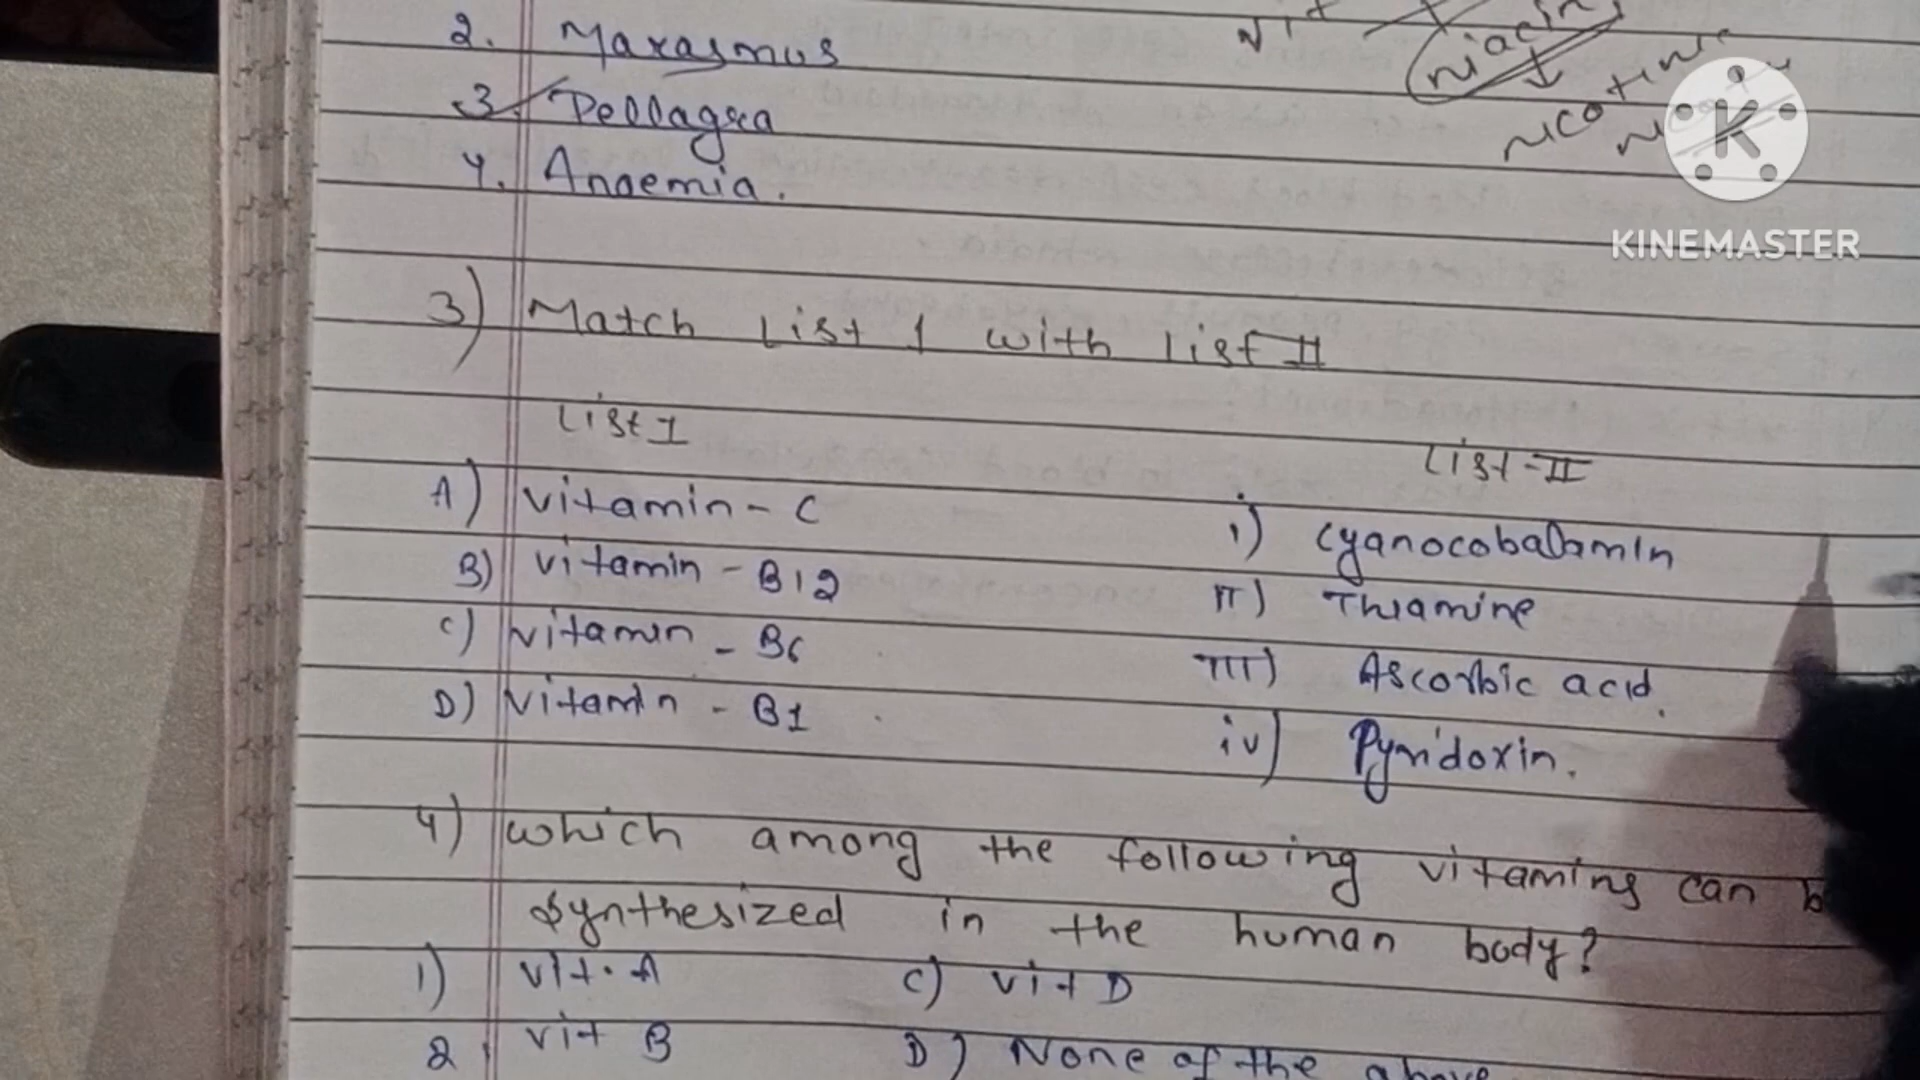 2. Marasmus
niacin
3. Pellagra
4. Anaemia.
K
KINEMASTER
3) Match List 1 with list II
List I
List-II
A) vitamin - C
i) Cyanocobalamin
B) vitamin - B12
II) Thiamine
C) vitamin - B6
III) Ascorbic acid.
D) vitamin - B1
iv) Pyridoxin.
4) which among the following vitamins can b
synthesized in the human body?
1) vit. A
C) vit D
2. vit B
D) None of the above